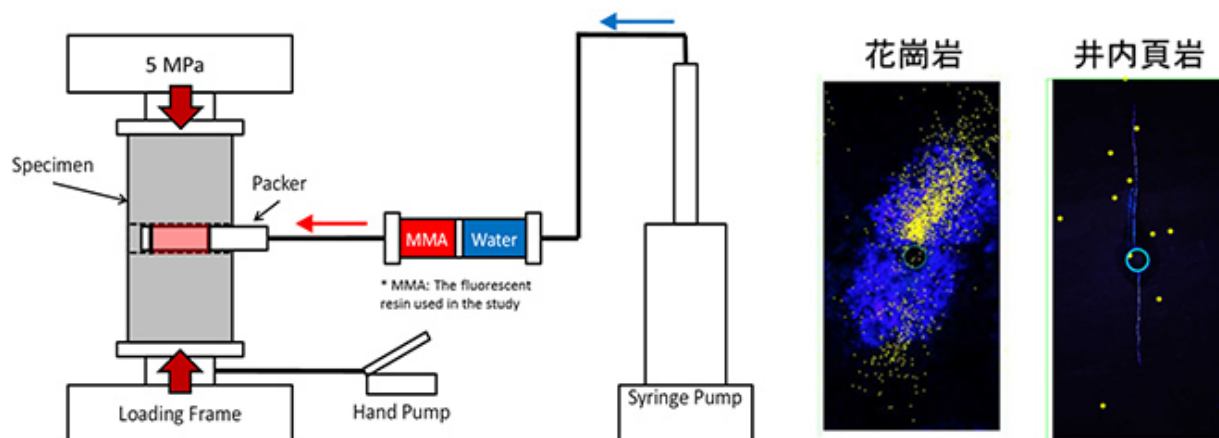 5 MPa
Specimen
Packer
MMA
Water
* MMA: The fluorescent
resin used in the study
Loading Frame
Hand Pump
Syringe Pump
花崗岩
井内頁岩